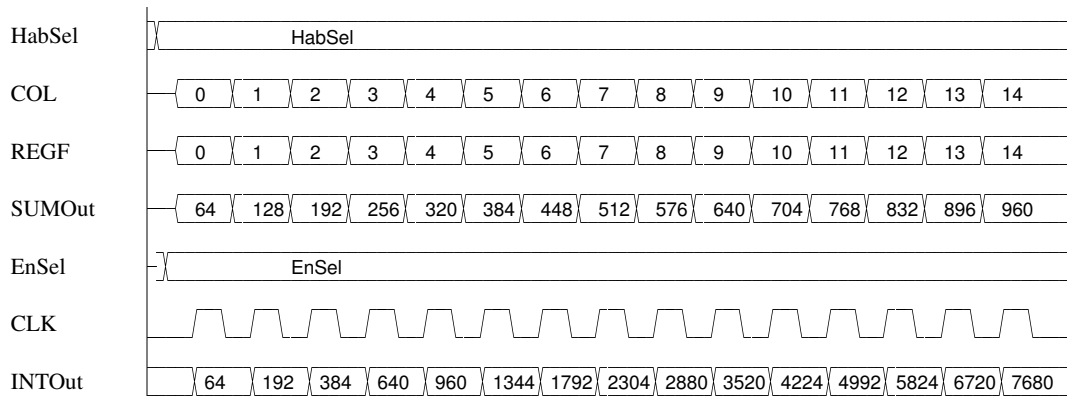 HabSel HabSel
COL 0 1 2 3 4 5 6 7 8 9 10 11 12 13 14
REGF 0 1 2 3 4 5 6 7 8 9 10 11 12 13 14
SUMOut 64 128 192 256 320 384 448 512 576 640 704 768 832 896 960
EnSel EnSel
CLK
INTOut 64 192 384 640 960 1344 1792 2304 2880 3520 4224 4992 5824 6720 7680